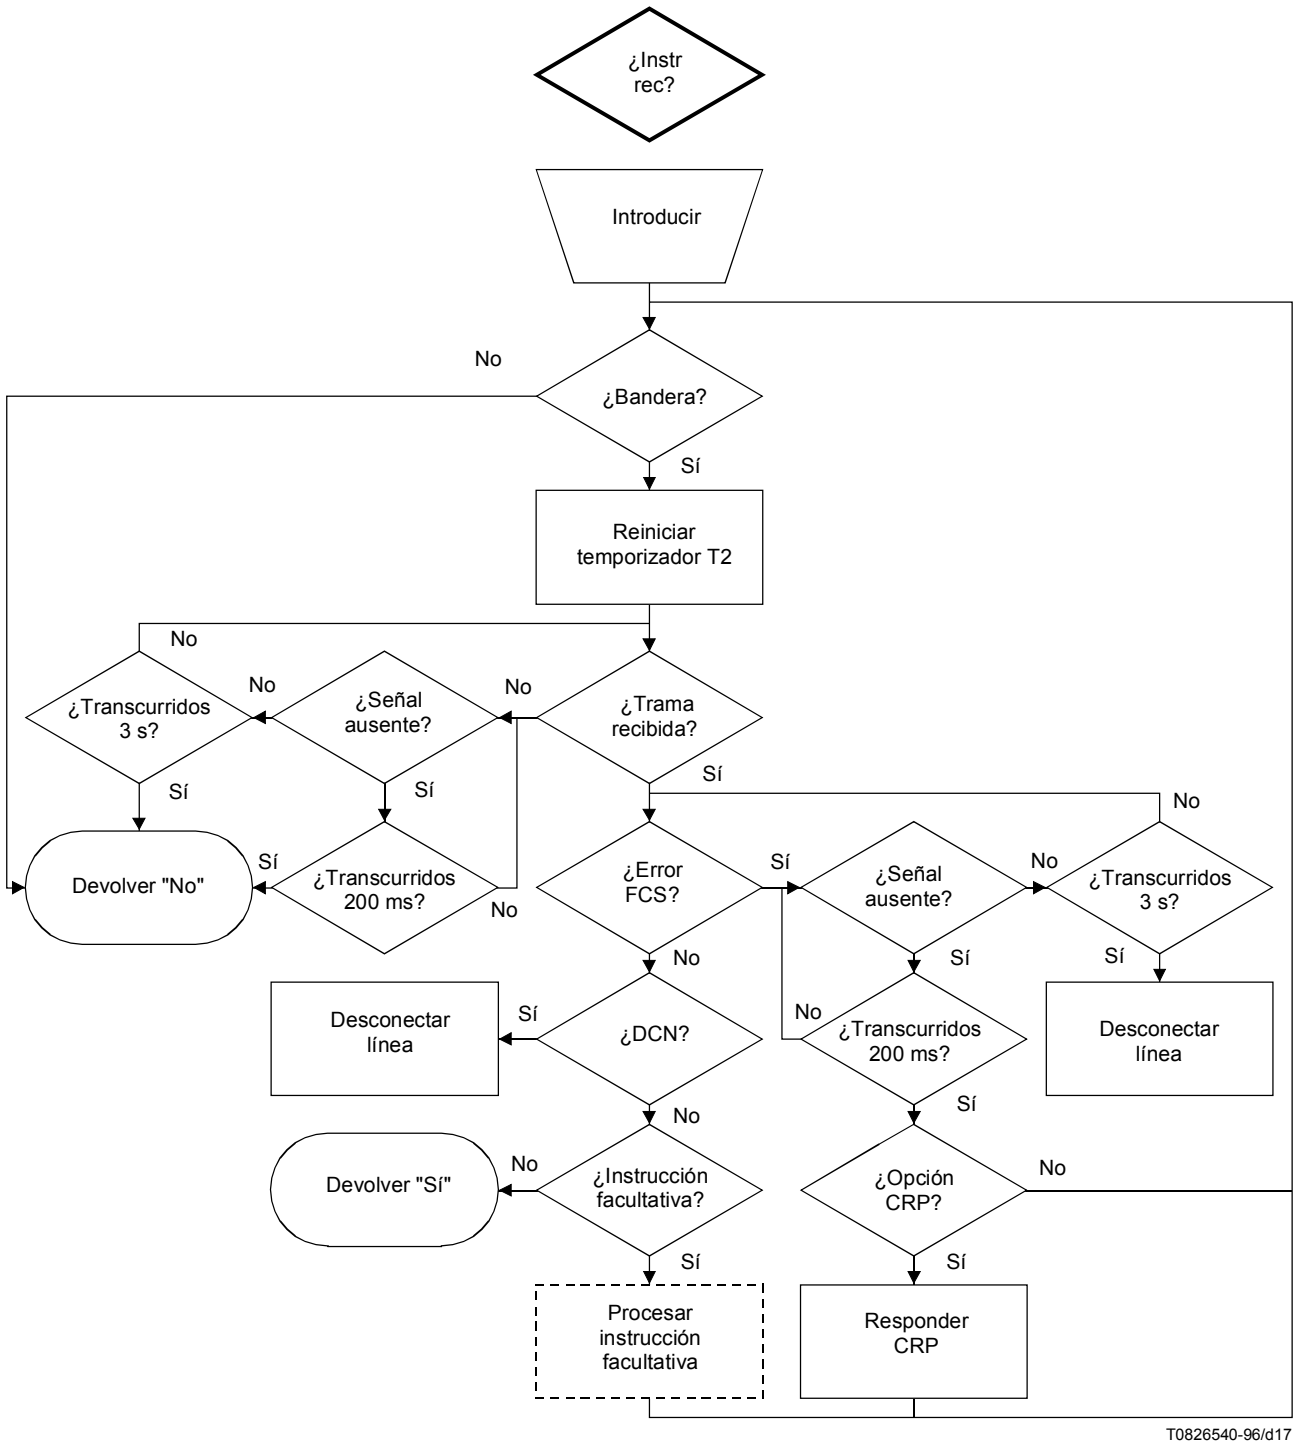 ¿Instr
rec?
Introducir
No
¿Bandera?
Sí
Reiniciar
temporizador T2
No
No
No
¿Transcurridos
3 s?
¿Señal
ausente?
¿Trama
recibida?
Sí
Sí
Sí
No
Devolver "No"
Sí
¿Transcurridos
200 ms?
No
¿Error
FCS?
Sí
¿Señal
ausente?
No
¿Transcurridos
3 s?
No
Sí
Sí
Desconectar
línea
Sí
¿DCN?
No
¿Transcurridos
200 ms?
Desconectar
línea
No
Sí
Devolver "Sí"
No
¿Instrucción
facultativa?
¿Opción
CRP?
No
Sí
Sí
Procesar
instrucción
facultativa
Responder
CRP
T0826540-96/d17